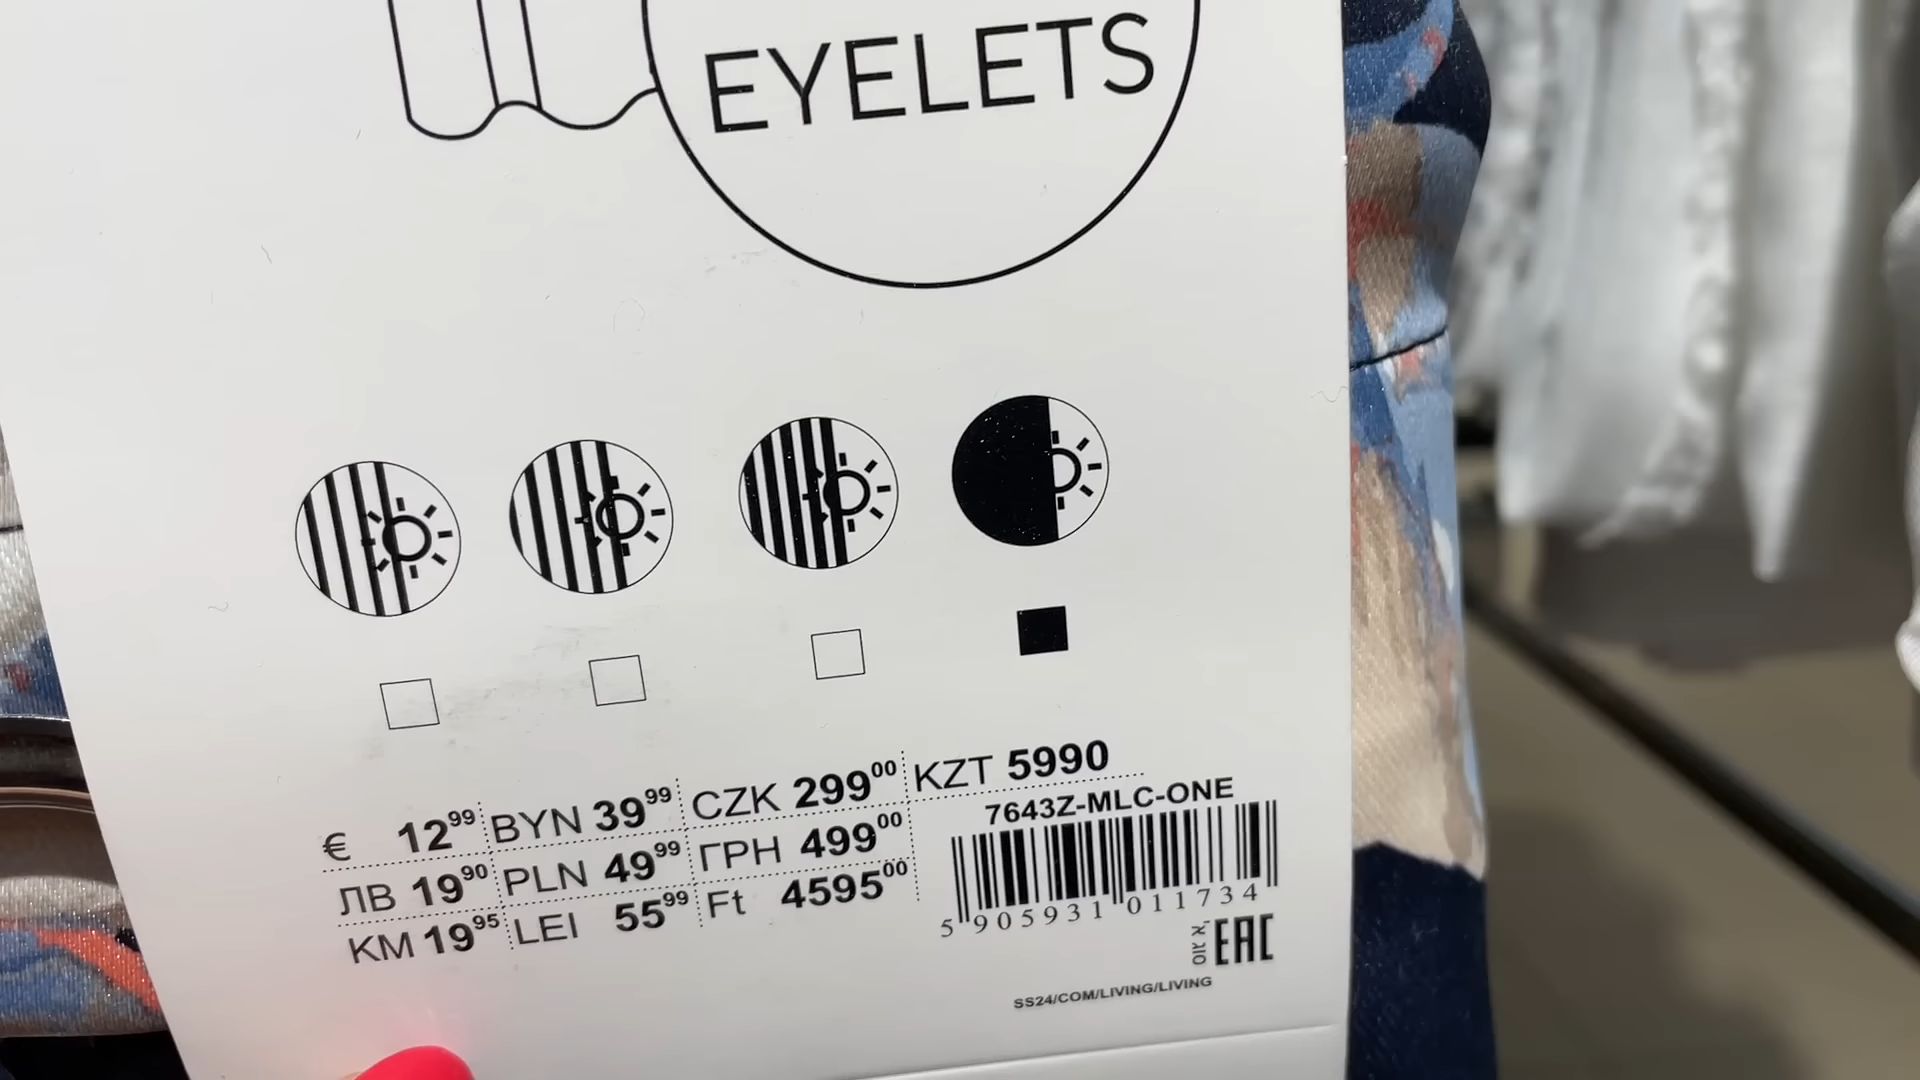 EYELETS
€ 12⁹⁹ BYN 39⁹⁹ CZK 299⁰⁰ KZT 5990
ЛВ 19⁹⁰ PLN 49⁹⁹ ГРН 499⁰⁰
KM 19⁹⁵ LEI 55⁹⁹ Ft 4595⁰⁰
7643Z-MLC-ONE
5 905931 011734
EAC
SS24/COM/LIVING/LIVING